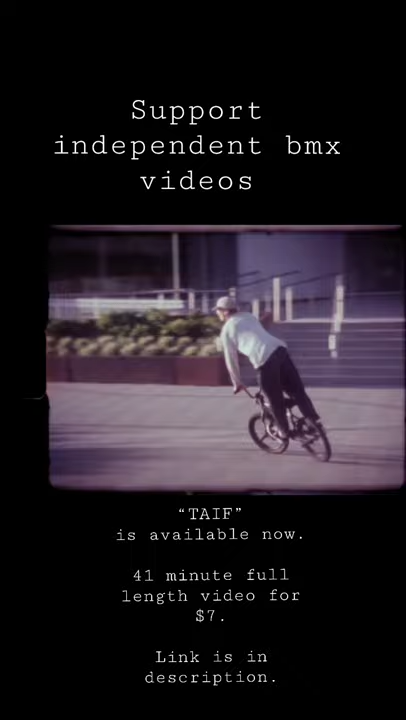 Support
independent bmx
videos
“TAIF”
is available now.
41 minute full
length video for
$7.
Link is in
description.